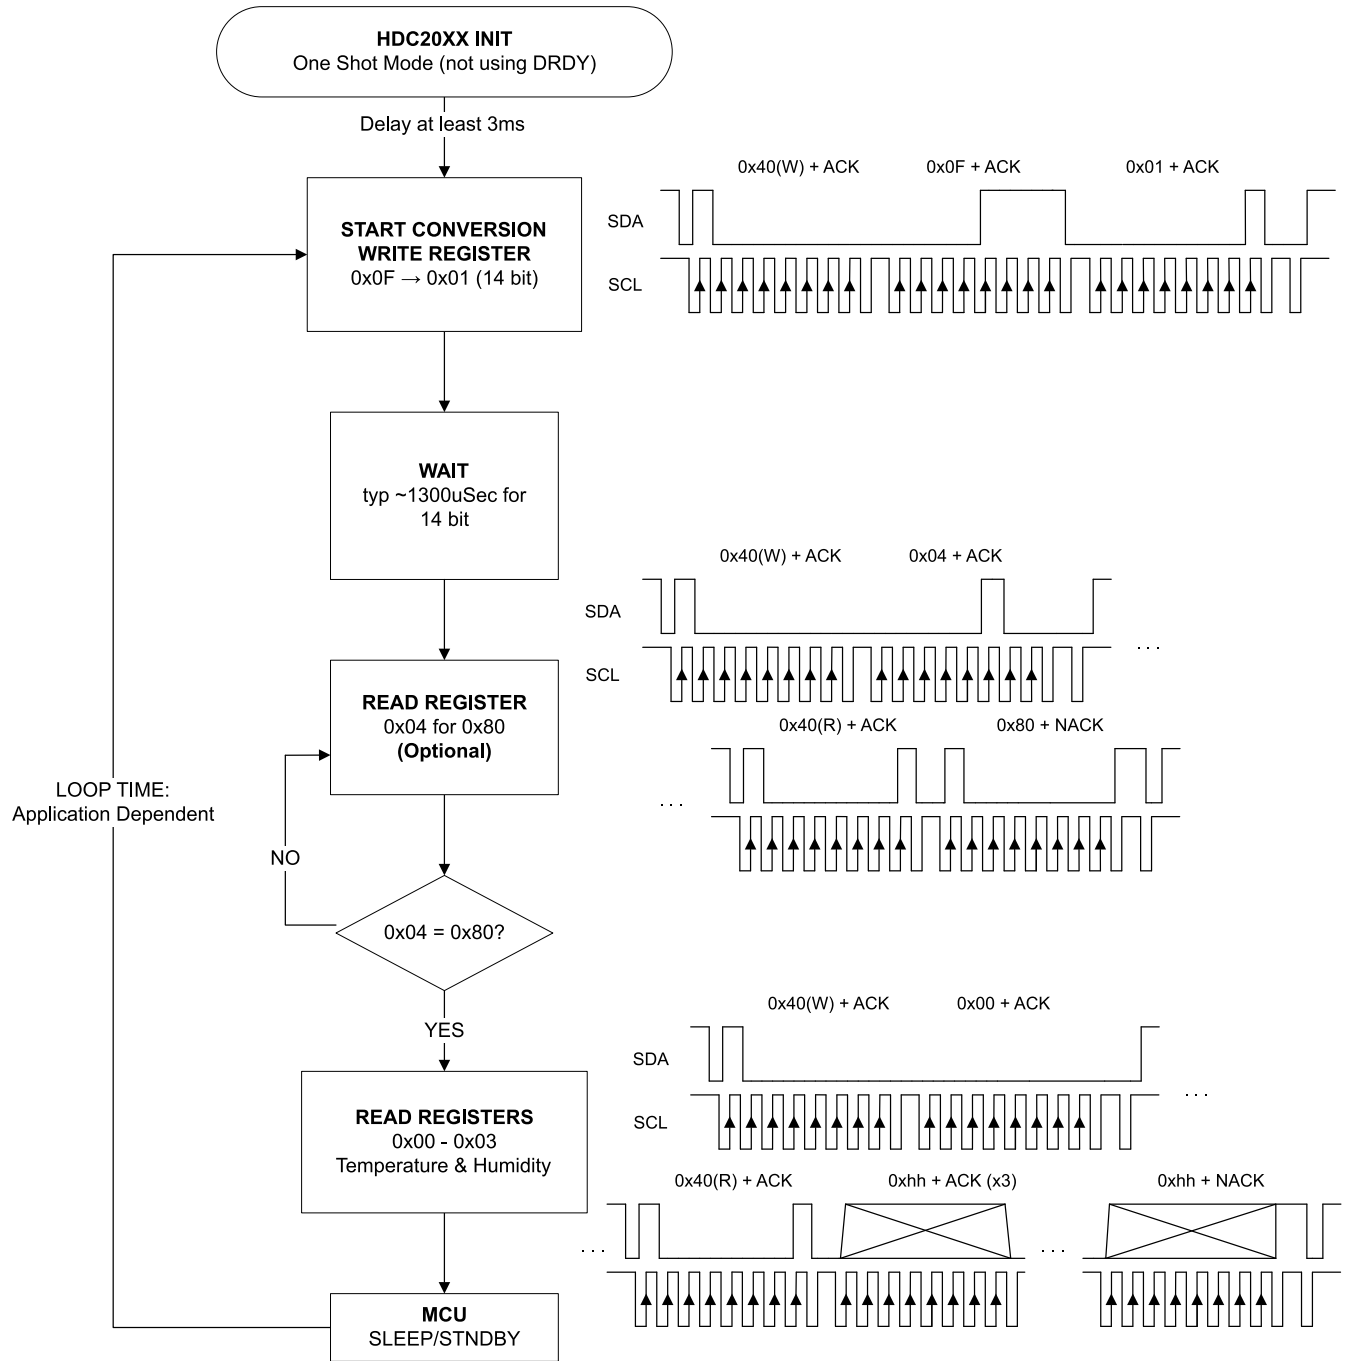 HDC20XX INIT
One Shot Mode (not using DRDY)
Delay at least 3ms
START CONVERSION
WRITE REGISTER
0x0F → 0x01 (14 bit)
0x40(W) + ACK
0x0F + ACK
0x01 + ACK
SDA
SCL
WAIT
typ ~1300uSec for
14 bit
0x40(W) + ACK
0x04 + ACK
SDA
SCL
. . .
READ REGISTER
0x04 for 0x80
(Optional)
0x40(R) + ACK
0x80 + NACK
. . .
LOOP TIME:
Application Dependent
NO
0x04 = 0x80?
YES
0x40(W) + ACK
0x00 + ACK
SDA
SCL
. . .
READ REGISTERS
0x00 - 0x03
Temperature & Humidity
0x40(R) + ACK
0xhh + ACK (x3)
0xhh + NACK
. . .
. . .
MCU
SLEEP/STNDBY